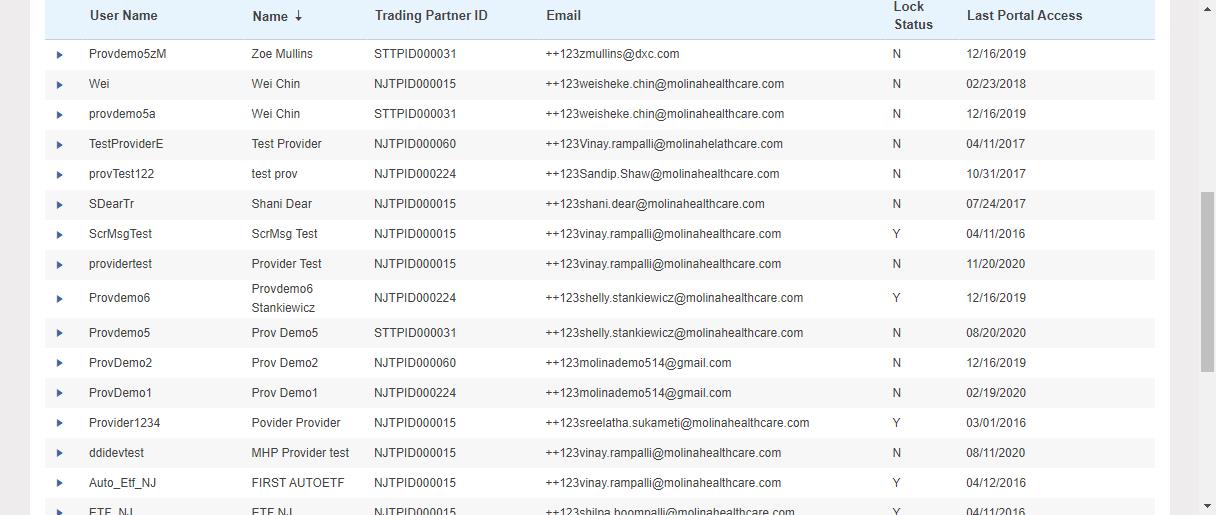 User Name Name ↓ Trading Partner ID Email Lock Status Last Portal Access
Provdemo5zM Zoe Mullins STTPID000031 ++123zmullins@dxc.com N 12/16/2019
Wei Wei Chin NJTPID000015 ++123weisheke.chin@molinahealthcare.com N 02/23/2018
provdemo5a Wei Chin STTPID000031 ++123weisheke.chin@molinahealthcare.com N 12/16/2019
TestProviderE Test Provider NJTPID000060 ++123Vinay.rampalli@molinahelathcare.com N 04/11/2017
provTest122 test prov NJTPID000224 ++123Sandip.Shaw@molinahealthcare.com N 10/31/2017
SDearTr Shani Dear NJTPID000015 ++123shani.dear@molinahealthcare.com N 07/24/2017
ScrMsgTest ScrMsg Test NJTPID000015 ++123vinay.rampalli@molinahealthcare.com Y 04/11/2016
providertest Provider Test NJTPID000015 ++123vinay.rampalli@molinahealthcare.com N 11/20/2020
Provdemo6 Provdemo6 Stankiewicz NJTPID000224 ++123shelly.stankiewicz@molinahealthcare.com Y 12/16/2019
Provdemo5 Prov Demo5 STTPID000031 ++123shelly.stankiewicz@molinahealthcare.com N 08/20/2020
ProvDemo2 Prov Demo2 NJTPID000060 ++123molinademo514@gmail.com N 12/16/2019
ProvDemo1 Prov Demo1 NJTPID000224 ++123molinademo514@gmail.com N 02/19/2020
Provider1234 Povider Provider NJTPID000015 ++123sreelatha.sukameti@molinahealthcare.com Y 03/01/2016
ddidevtest MHP Provider test NJTPID000015 ++123vinay.rampalli@molinahealthcare.com N 08/11/2020
Auto_Etf_NJ FIRST AUTOETF NJTPID000015 ++123vinay.rampalli@molinahealthcare.com Y 04/12/2016
ETF_NJ ETF NJ NJTPID000015 ++123shilpa.boompalli@molinahealthcare.com Y 04/11/2016